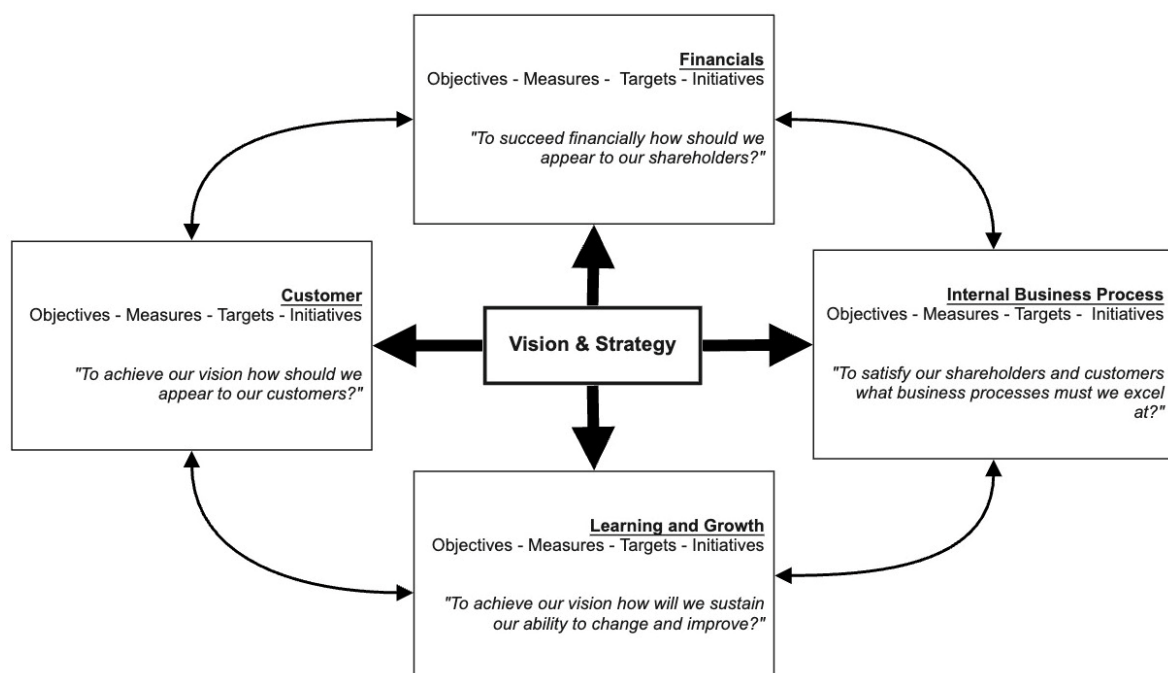 Financials
Objectives - Measures -  Targets - Initiatives
"To succeed financially how should we
appear to our shareholders?"
Customer
Objectives - Measures - Targets - Initiatives
"To achieve our vision how should we
appear to our customers?"
Vision & Strategy
Internal Business Process
Objectives - Measures - Targets -  Initiatives
"To satisfy our shareholders and customers
what business processes must we excel
at?"
Learning and Growth
Objectives - Measures - Targets - Initiatives
"To achieve our vision how will we sustain
our ability to change and improve?"